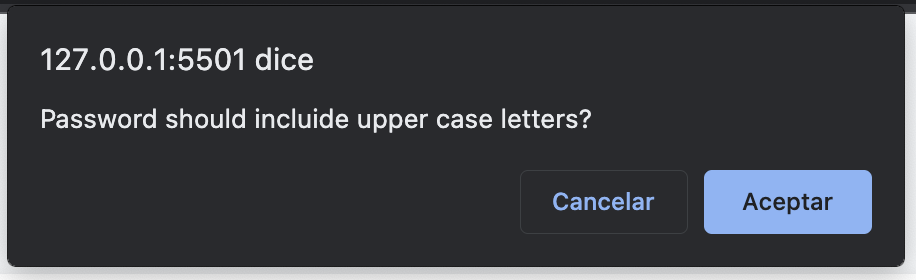 127.0.0.1:5501 dice
Password should incluide upper case letters?
Cancelar
Aceptar